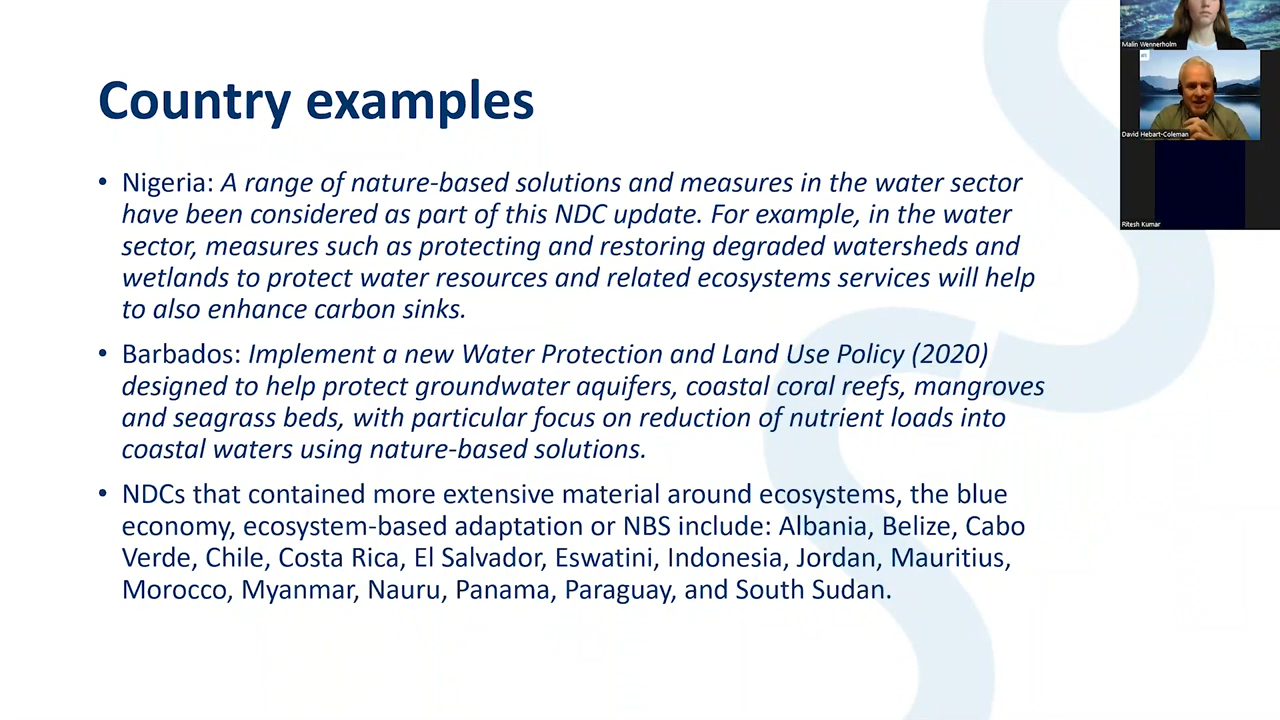 Country examples
• Nigeria: A range of nature-based solutions and measures in the water sector
have been considered as part of this NDC update. For example, in the water
sector, measures such as protecting and restoring degraded watersheds and
wetlands to protect water resources and related ecosystems services will help
to also enhance carbon sinks.
• Barbados: Implement a new Water Protection and Land Use Policy (2020)
designed to help protect groundwater aquifers, coastal coral reefs, mangroves
and seagrass beds, with particular focus on reduction of nutrient loads into
coastal waters using nature-based solutions.
• NDCs that contained more extensive material around ecosystems, the blue
economy, ecosystem-based adaptation or NBS include: Albania, Belize, Cabo
Verde, Chile, Costa Rica, El Salvador, Eswatini, Indonesia, Jordan, Mauritius,
Morocco, Myanmar, Nauru, Panama, Paraguay, and South Sudan.
Malin Wennerholm
David Hebart-Coleman
Ritesh Kumar